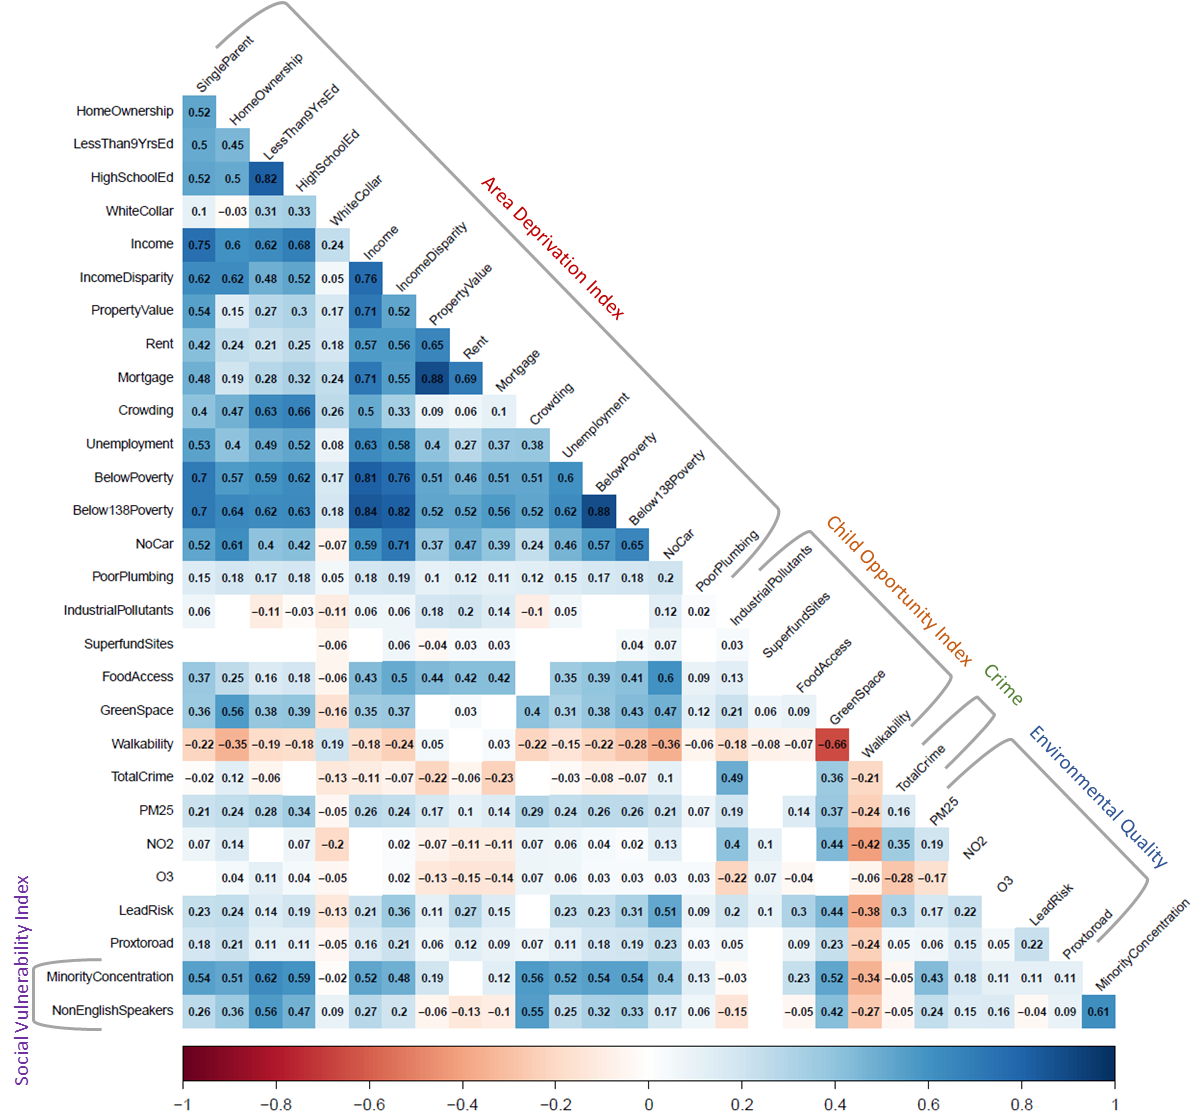 SingleParent
HomeOwnership
LessThan9YrsEd
HighSchoolEd
WhiteCollar
Income
IncomeDisparity
PropertyValue
Rent
Mortgage
Crowding
Unemployment
BelowPoverty
Below138Poverty
NoCar
PoorPlumbing
IndustrialPollutants
SuperfundSites
FoodAccess
GreenSpace
Walkability
TotalCrime
PM25
NO2
O3
LeadRisk
Proxtoroad
MinorityConcentration
Area Deprivation Index
Child Opportunity Index
Crime
Environmental Quality
Social Vulnerability Index
HomeOwnership 0.52
LessThan9YrsEd 0.5 0.45
HighSchoolEd 0.52 0.5 0.82
WhiteCollar 0.1 −0.03 0.31 0.33
Income 0.75 0.6 0.62 0.68 0.24
IncomeDisparity 0.62 0.62 0.48 0.52 0.05 0.76
PropertyValue 0.54 0.15 0.27 0.3 0.17 0.71 0.52
Rent 0.42 0.24 0.21 0.25 0.18 0.57 0.56 0.65
Mortgage 0.48 0.19 0.28 0.32 0.24 0.71 0.55 0.88 0.69
Crowding 0.4 0.47 0.63 0.66 0.26 0.5 0.33 0.09 0.06 0.1
Unemployment 0.53 0.4 0.49 0.52 0.08 0.63 0.58 0.4 0.27 0.37 0.38
BelowPoverty 0.7 0.57 0.59 0.62 0.17 0.81 0.76 0.51 0.46 0.51 0.51 0.6
Below138Poverty 0.7 0.64 0.62 0.63 0.18 0.84 0.82 0.52 0.52 0.56 0.52 0.62 0.88
NoCar 0.52 0.61 0.4 0.42 −0.07 0.59 0.71 0.37 0.47 0.39 0.24 0.46 0.57 0.65
PoorPlumbing 0.15 0.18 0.17 0.18 0.05 0.18 0.19 0.1 0.12 0.11 0.12 0.15 0.17 0.18 0.2
IndustrialPollutants 0.06 −0.11 −0.03 −0.11 0.06 0.06 0.18 0.2 0.14 −0.1 0.05 0.12 0.02
SuperfundSites −0.06 0.06 −0.04 0.03 0.03 0.04 0.07 0.03
FoodAccess 0.37 0.25 0.16 0.18 −0.06 0.43 0.5 0.44 0.42 0.42 0.35 0.39 0.41 0.6 0.09 0.13
GreenSpace 0.36 0.56 0.38 0.39 −0.16 0.35 0.37 0.03 0.4 0.31 0.38 0.43 0.47 0.12 0.21 0.06 0.09
Walkability −0.22 −0.35 −0.19 −0.18 0.19 −0.18 −0.24 0.05 0.03 −0.22 −0.15 −0.22 −0.28 −0.36 −0.06 −0.18 −0.08 −0.07 −0.66
TotalCrime −0.02 0.12 −0.06 −0.13 −0.11 −0.07 −0.22 −0.06 −0.23 −0.03 −0.08 −0.07 0.1 0.49 0.36 −0.21
PM25 0.21 0.24 0.28 0.34 −0.05 0.26 0.24 0.17 0.1 0.14 0.29 0.24 0.26 0.26 0.21 0.07 0.19 0.14 0.37 −0.24 0.16
NO2 0.07 0.14 0.07 −0.2 0.02 −0.07 −0.11 −0.11 0.07 0.06 0.04 0.02 0.13 0.4 0.1 0.44 −0.42 0.35 0.19
O3 0.04 0.11 0.04 −0.05 0.02 −0.13 −0.15 −0.14 0.07 0.06 0.03 0.03 0.03 0.03 −0.22 0.07 −0.04 −0.06 −0.28 −0.17
LeadRisk 0.23 0.24 0.14 0.19 −0.13 0.21 0.36 0.11 0.27 0.15 0.23 0.23 0.31 0.51 0.09 0.2 0.1 0.3 0.44 −0.38 0.3 0.17 0.22
Proxtoroad 0.18 0.21 0.11 0.11 −0.05 0.16 0.21 0.06 0.12 0.09 0.07 0.11 0.18 0.19 0.23 0.03 0.05 0.09 0.23 −0.24 0.05 0.06 0.15 0.05 0.22
MinorityConcentration 0.54 0.51 0.62 0.59 −0.02 0.52 0.48 0.19 0.12 0.56 0.52 0.54 0.54 0.4 0.13 −0.03 0.23 0.52 −0.34 −0.05 0.43 0.18 0.11 0.11 0.11
NonEnglishSpeakers 0.26 0.36 0.56 0.47 0.09 0.27 0.2 −0.06 −0.13 −0.1 0.55 0.25 0.32 0.33 0.17 0.06 −0.15 −0.05 0.42 −0.27 −0.05 0.24 0.15 0.16 −0.04 0.09 0.61
−1 −0.8 −0.6 −0.4 −0.2 0 0.2 0.4 0.6 0.8 1